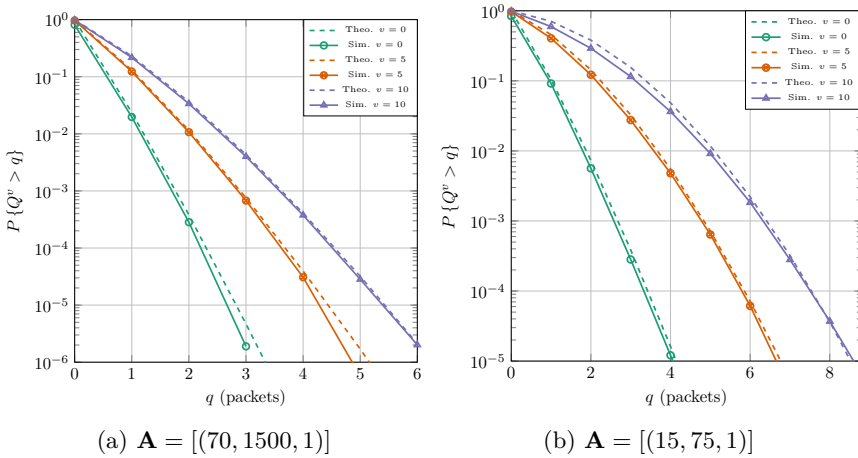 10^0
10^{-1}
10^{-2}
10^{-3}
10^{-4}
10^{-5}
10^{-6}
0 1 2 3 4 5 6
q (packets)
P {Q^v > q}
Theo. v = 0
Sim. v = 0
Theo. v = 5
Sim. v = 5
Theo. v = 10
Sim. v = 10
(a) A = [(70, 1500, 1)]
10^0
10^{-1}
10^{-2}
10^{-3}
10^{-4}
10^{-5}
0 2 4 6 8
q (packets)
P {Q^v > q}
Theo. v = 0
Sim. v = 0
Theo. v = 5
Sim. v = 5
Theo. v = 10
Sim. v = 10
(b) A = [(15, 75, 1)]